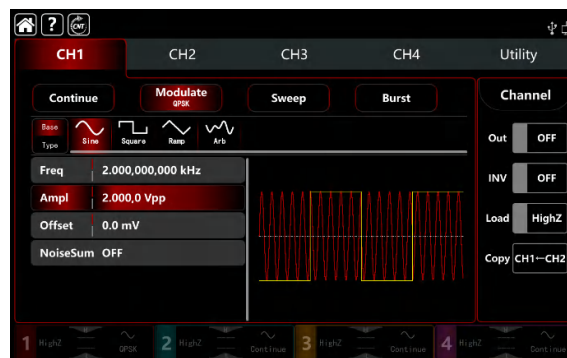 ? CNT
CH1 CH2 CH3 CH4 Utility
Continue Modulate Sweep Burst Channel
QPSK
Base
Type Sine Square Ramp Arb
Out OFF
Freq 2.000,000,000 kHz
INV OFF
Ampl 2.000,0 Vpp
Load HighZ
Offset 0.0 mV
Copy CH1←CH2
NoiseSum OFF
1 HighZ QPSK 2 HighZ Continue 3 HighZ Continue 4 HighZ Continue